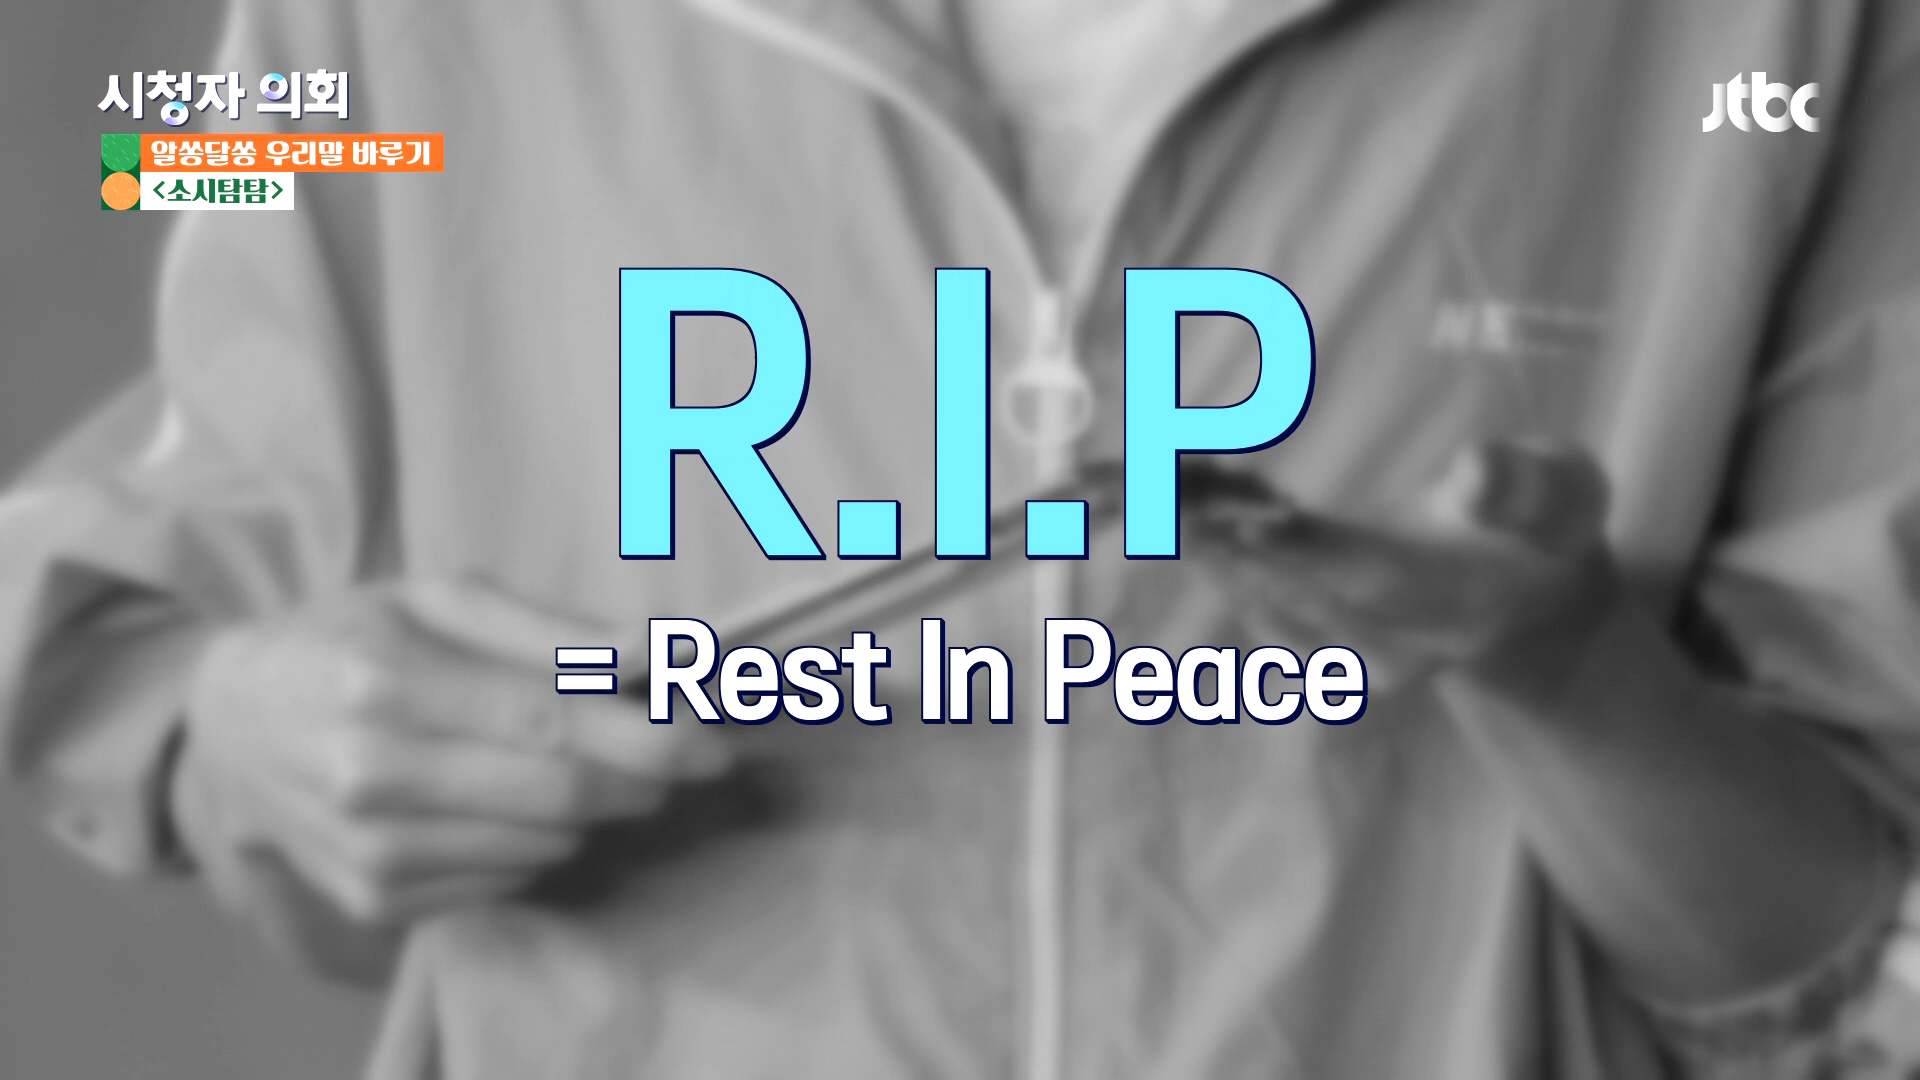 시청자 의회
jtbc
알쏭달쏭 우리말 바루기
<소시탐탐>
R.I.P
= Rest In Peace